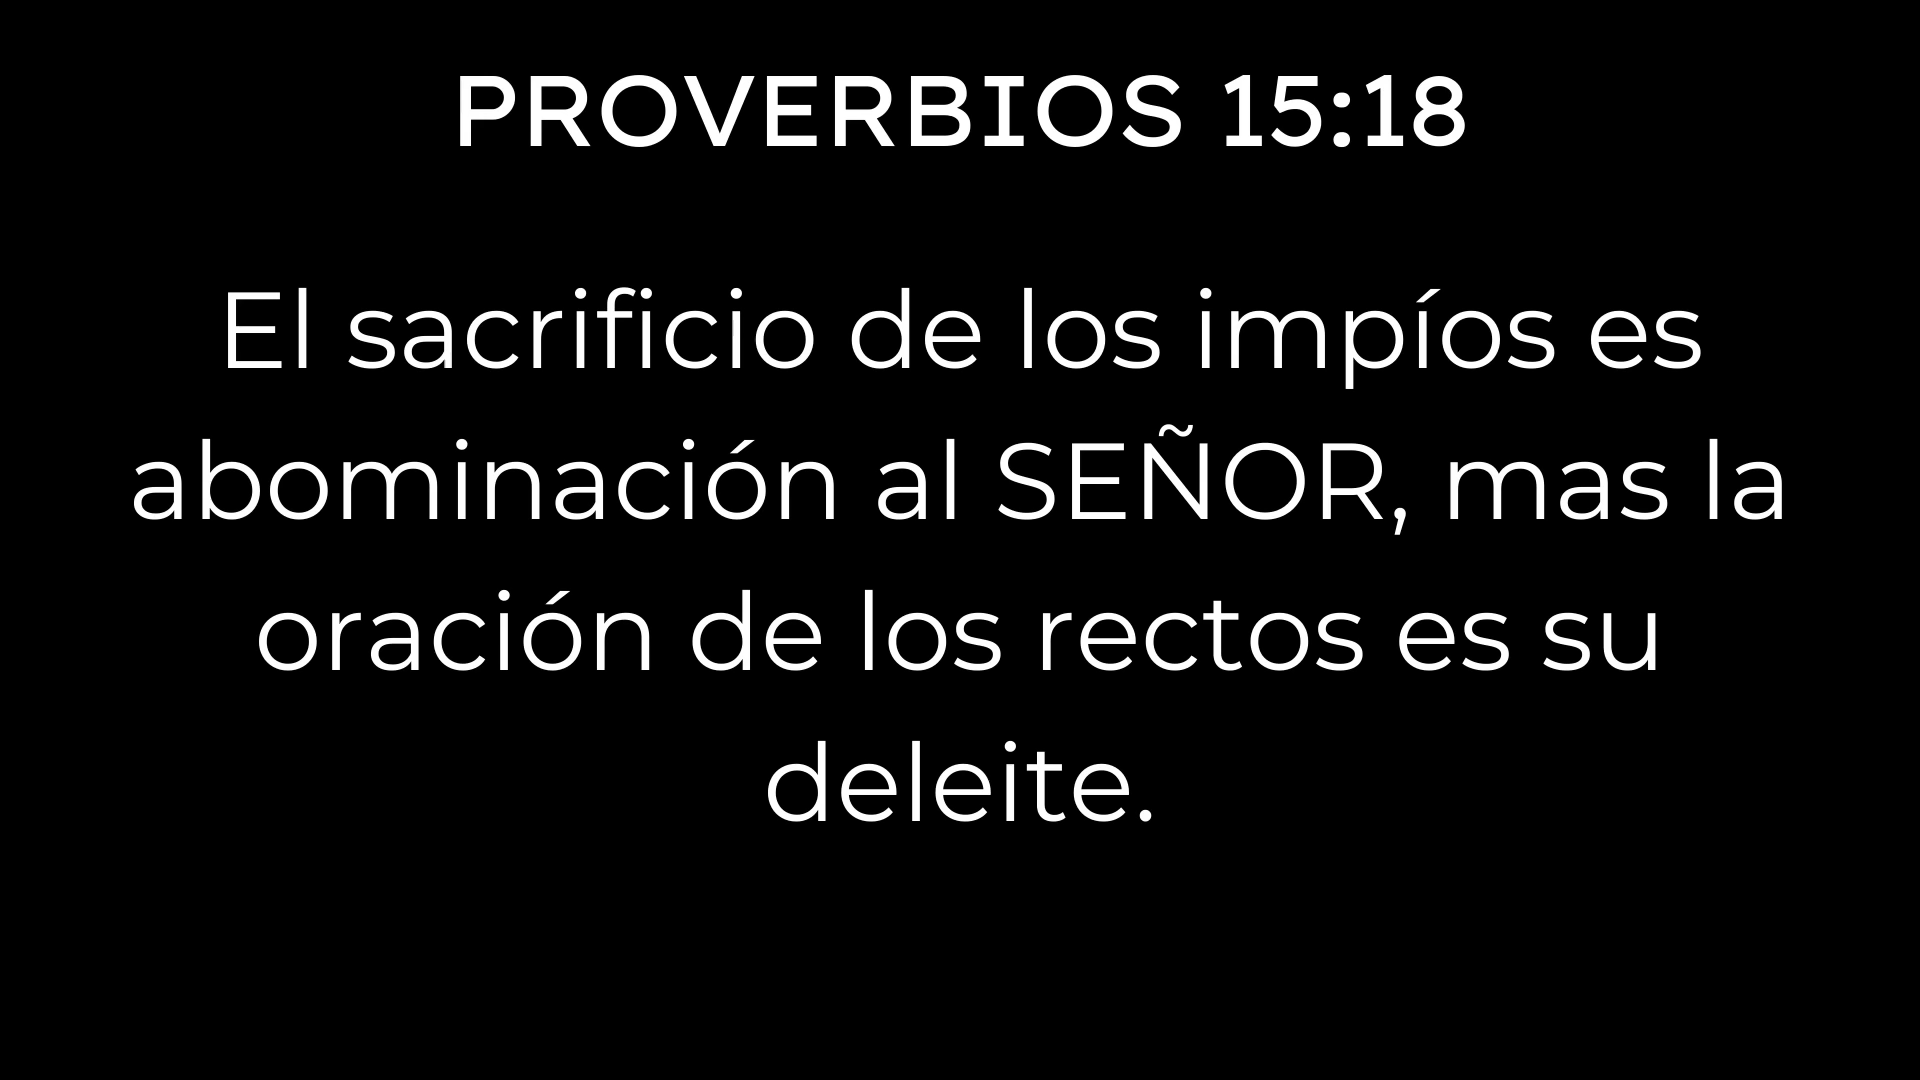 PROVERBIOS 15:18
El sacrificio de los impíos es
abominación al SEÑOR, mas la
oración de los rectos es su
deleite.